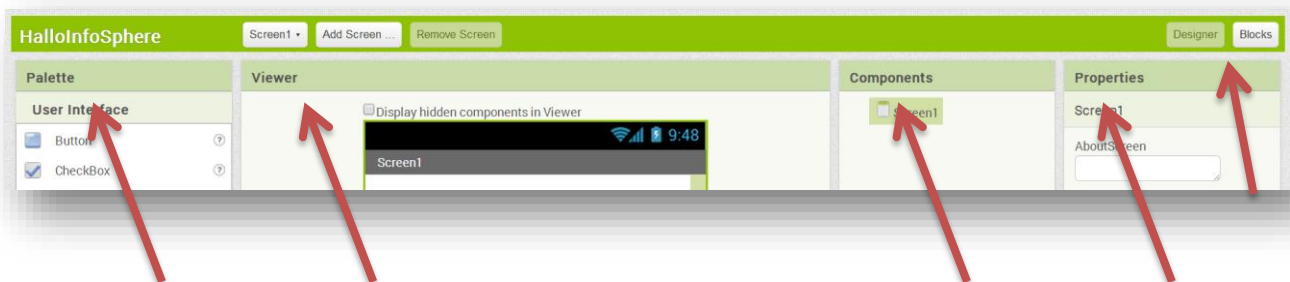 HalloInfoSphere Screen1 Add Screen ... Remove Screen Designer Blocks
Palette Viewer Components Properties
User Interface
Display hidden components in Viewer
Screen1
Screen1
Button
9:48
AboutScreen
Screen1
CheckBox